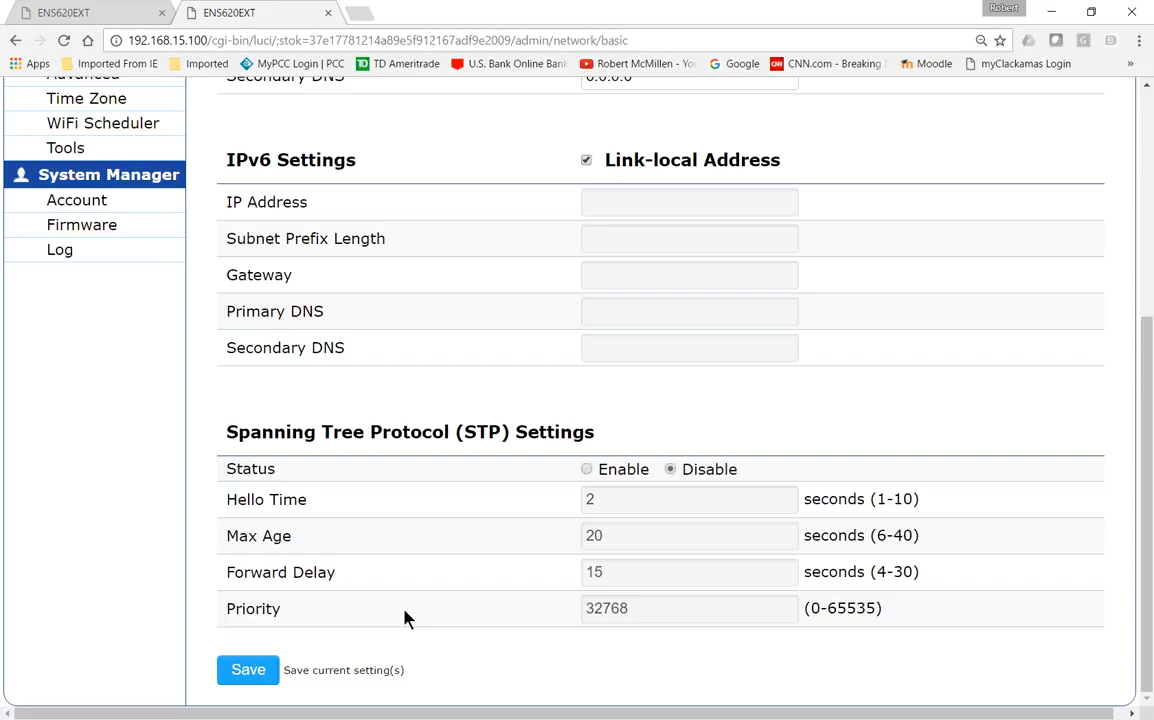 ENS620EXT
ENS620EXT
Robert
192.168.15.100/cgi-bin/luci/;stok=37e17781214a89e5f912167adf9e2009/admin/network/basic
Apps Imported From IE Imported MyPCC Login | PCC TD Ameritrade U.S. Bank Online Bank Robert McMillen - Yo Google CNN.com - Breaking Moodle myClackamas Login »
Advanced
Secondary DNS 0.0.0.0
Time Zone
WiFi Scheduler
Tools
System Manager
Account
Firmware
Log
IPv6 Settings Link-local Address
IP Address
Subnet Prefix Length
Gateway
Primary DNS
Secondary DNS
Spanning Tree Protocol (STP) Settings
Status Enable Disable
Hello Time 2 seconds (1-10)
Max Age 20 seconds (6-40)
Forward Delay 15 seconds (4-30)
Priority 32768 (0-65535)
Save Save current setting(s)